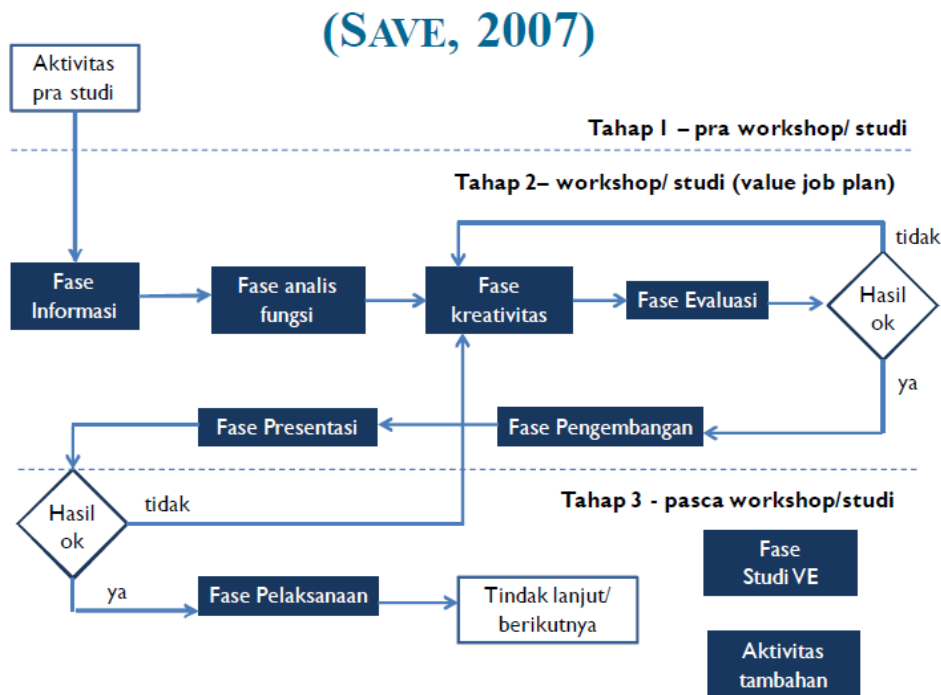 (SAVE, 2007)
Aktivitas
pra studi
Tahap 1 – pra workshop/ studi
Tahap 2– workshop/ studi (value job plan)
tidak
Fase
Informasi
Fase analis
fungsi
Fase
kreativitas
Fase Evaluasi
Hasil
ok
ya
Fase Presentasi
Fase Pengembangan
Tahap 3 - pasca workshop/studi
Hasil
ok
tidak
ya
Fase Pelaksanaan
Tindak lanjut/
berikutnya
Fase
Studi VE
Aktivitas
tambahan